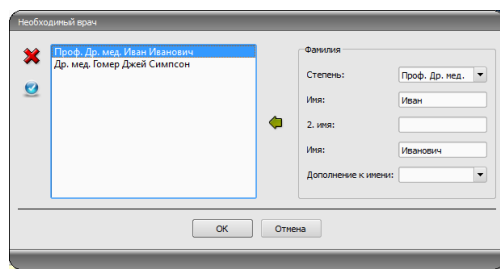 Необходиный врач
Проф. Др. мед. Иван Иванович
Др. мед. Гомер Джей Симпсон
Фамилия
Степень:
Проф. Др. мед.
Имя:
Иван
2. имя:
Имя:
Иванович
Дополнение к имени:
OK
Отмена